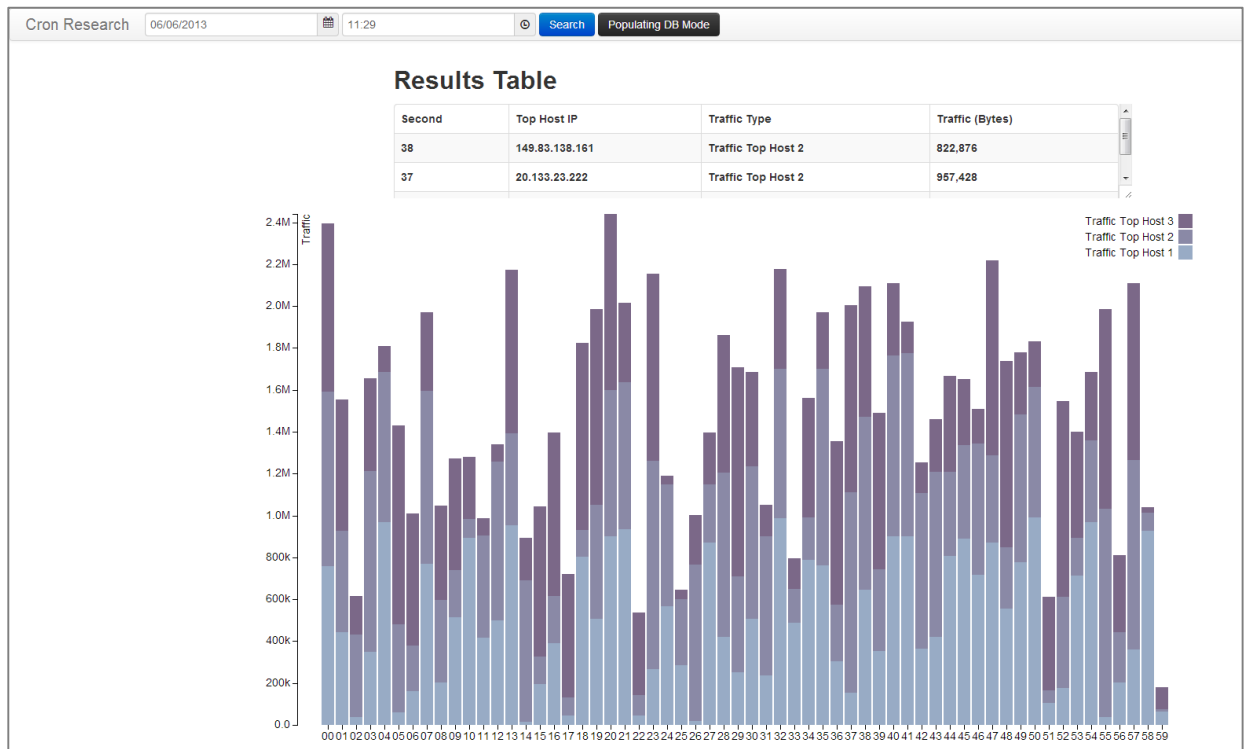 Cron Research 06/06/2013 11:29 Search Populating DB Mode
Results Table
Second Top Host IP Traffic Type Traffic (Bytes)
38 149.83.138.161 Traffic Top Host 2 822,876
37 20.133.23.222 Traffic Top Host 2 957,428
Traffic
Traffic Top Host 3
Traffic Top Host 2
Traffic Top Host 1
2.4M
2.2M
2.0M
1.8M
1.6M
1.4M
1.2M
1.0M
800k
600k
400k
200k
0.0
00 01 02 03 04 05 06 07 08 09 10 11 12 13 14 15 16 17 18 19 20 21 22 23 24 25 26 27 28 29 30 31 32 33 34 35 36 37 38 39 40 41 42 43 44 45 46 47 48 49 50 51 52 53 54 55 56 57 58 59